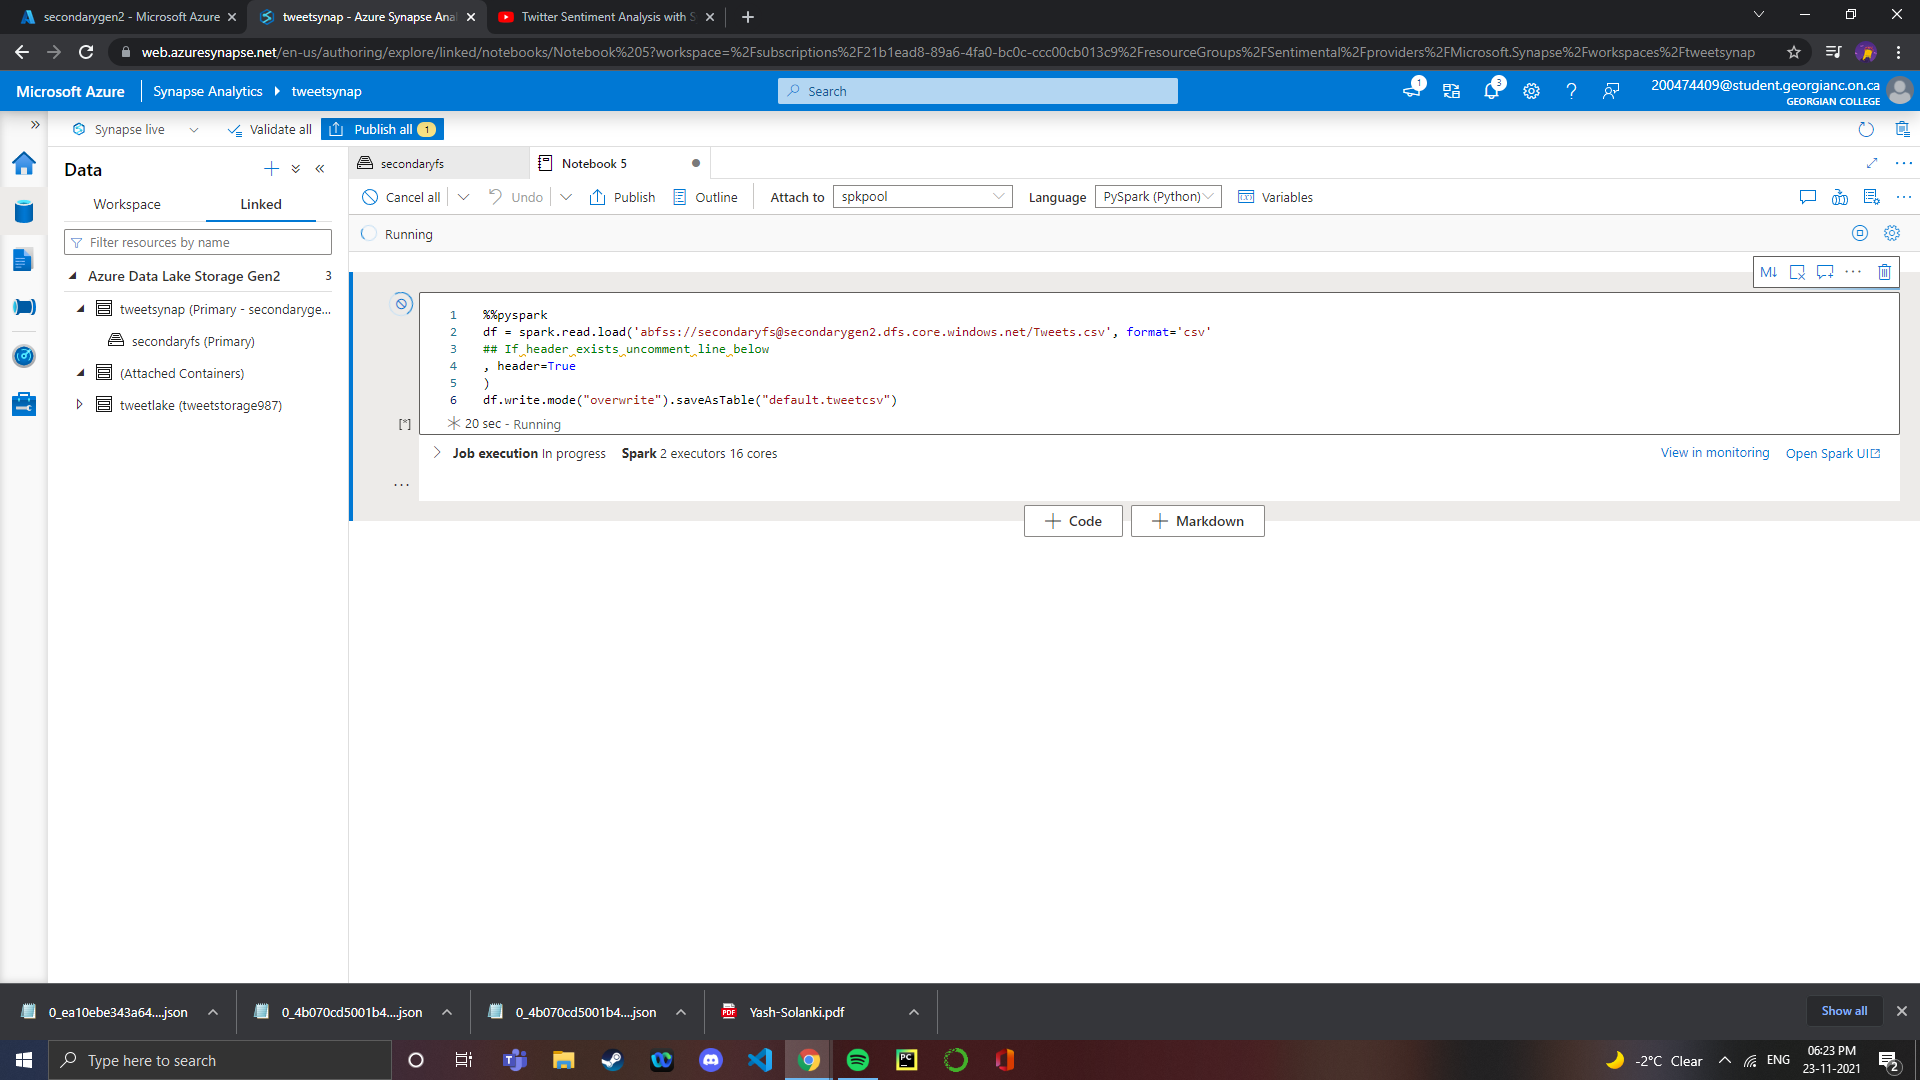 secondarygen2 - Microsoft Azure
tweetsynap - Azure Synapse Anal
Twitter Sentiment Analysis with S
web.azuresynapse.net/en-us/authoring/explore/linked/notebooks/Notebook%205?workspace=%2Fsubscriptions%2F21b1ead8-89a6-4fa0-bc0c-ccc00cb013c9%2FresourceGroups%2FSentimental%2Fproviders%2FMicrosoft.Synapse%2Fworkspaces%2Ftweetsynap
Microsoft Azure
Synapse Analytics
tweetsynap
Search
1
3
200474409@student.georgianc.on.ca
GEORGIAN COLLEGE
Synapse live
Validate all
Publish all 1
Data
Workspace
Linked
Filter resources by name
Azure Data Lake Storage Gen2 3
tweetsynap (Primary - secondaryge...
secondaryfs (Primary)
(Attached Containers)
tweetlake (tweetstorage987)
secondaryfs
Notebook 5
Cancel all
Undo
Publish
Outline
Attach to
spkpool
Language
PySpark (Python)
Variables
Running
M↓
1 %%pyspark
2 df = spark.read.load('abfss://secondaryfs@secondarygen2.dfs.core.windows.net/Tweets.csv', format='csv'
3 ## If header exists uncomment line below
4 , header=True
5 )
6 df.write.mode("overwrite").saveAsTable("default.tweetcsv")
[*]
20 sec - Running
Job execution In progress Spark 2 executors 16 cores
View in monitoring
Open Spark UI
...
+ Code
+ Markdown
0_ea10ebe343a64....json
0_4b070cd5001b4....json
0_4b070cd5001b4....json
PDF
Yash-Solanki.pdf
Show all
Type here to search
PC
-2°C Clear
ENG
06:23 PM
23-11-2021
2